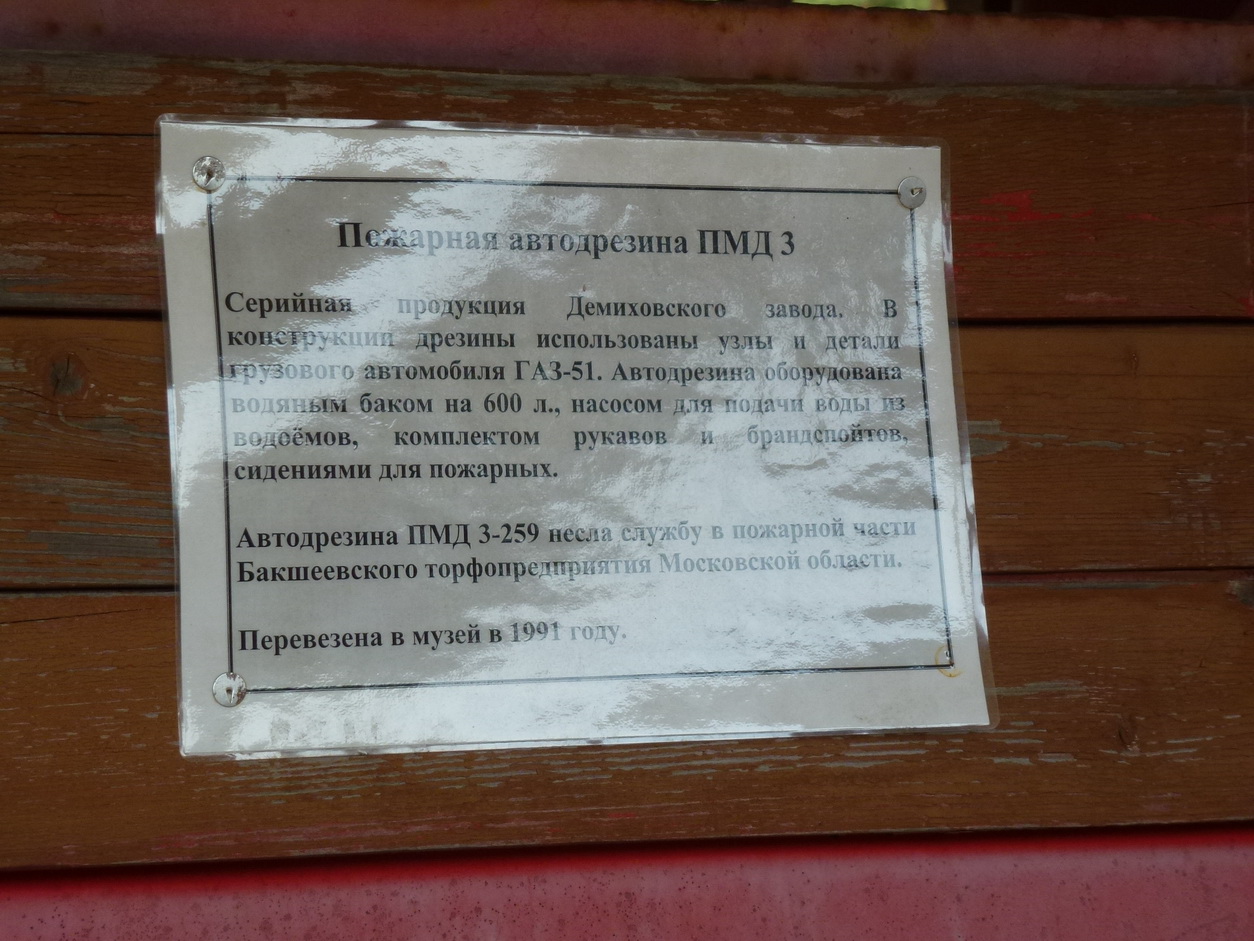 Пожарная автодрезина ПМД 3
Серийная продукция Демиховского завода. В
конструкции дрезины использованы узлы и детали
грузового автомобиля ГАЗ-51. Автодрезина оборудована
водяным баком на 600 л., насосом для подачи воды из
водоёмов, комплектом рукавов и брандспойтов,
сидениями для пожарных.
Автодрезина ПМД 3-259 несла службу в пожарной части
Бакшеевского торфопредприятия Московской области.
Перевезена в музей в 1991 году.